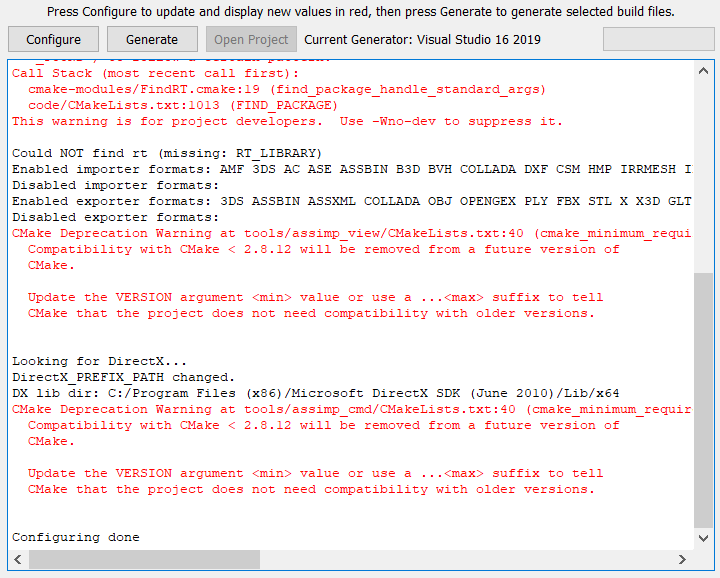 Press Configure to update and display new values in red, then press Generate to generate selected build files.
Configure Generate Open Project Current Generator: Visual Studio 16 2019
Call Stack (most recent call first):
  cmake-modules/FindRT.cmake:19 (find_package_handle_standard_args)
  code/CMakeLists.txt:1013 (FIND_PACKAGE)
This warning is for project developers.  Use -Wno-dev to suppress it.
Could NOT find rt (missing: RT_LIBRARY)
Enabled importer formats: AMF 3DS AC ASE ASSBIN B3D BVH COLLADA DXF CSM HMP IRRMESH I
Disabled importer formats:
Enabled exporter formats: 3DS ASSBIN ASSXML COLLADA OBJ OPENGEX PLY FBX STL X X3D GLT
Disabled exporter formats:
CMake Deprecation Warning at tools/assimp_view/CMakeLists.txt:40 (cmake_minimum_requi
  Compatibility with CMake < 2.8.12 will be removed from a future version of
  CMake.
  Update the VERSION argument <min> value or use a ...<max> suffix to tell
  CMake that the project does not need compatibility with older versions.
Looking for DirectX...
DirectX_PREFIX_PATH changed.
DX lib dir: C:/Program Files (x86)/Microsoft DirectX SDK (June 2010)/Lib/x64
CMake Deprecation Warning at tools/assimp_cmd/CMakeLists.txt:40 (cmake_minimum_requir
  Compatibility with CMake < 2.8.12 will be removed from a future version of
  CMake.
  Update the VERSION argument <min> value or use a ...<max> suffix to tell
  CMake that the project does not need compatibility with older versions.
Configuring done